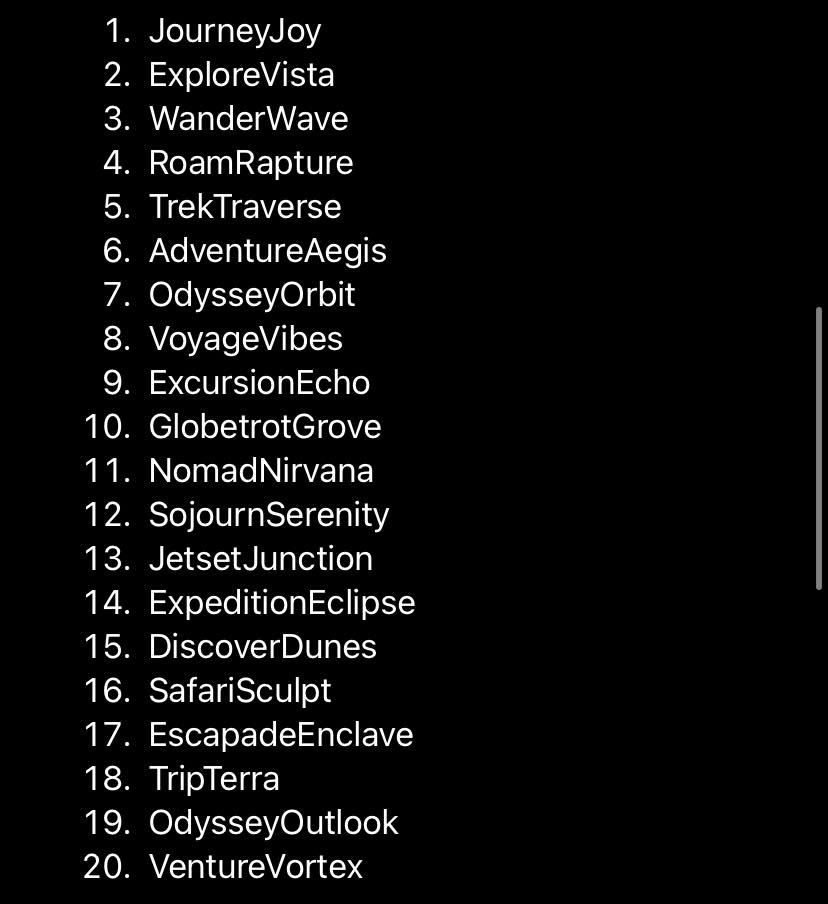 1. JourneyJoy
2. ExploreVista
3. WanderWave
4. RoamRapture
5. TrekTraverse
6. AdventureAegis
7. OdysseyOrbit
8. VoyageVibes
9. ExcursionEcho
10. GlobetrotGrove
11. NomadNirvana
12. SojournSerenity
13. JetsetJunction
14. ExpeditionEclipse
15. DiscoverDunes
16. SafariSculpt
17. EscapadeEnclave
18. TripTerra
19. OdysseyOutlook
20. VentureVortex